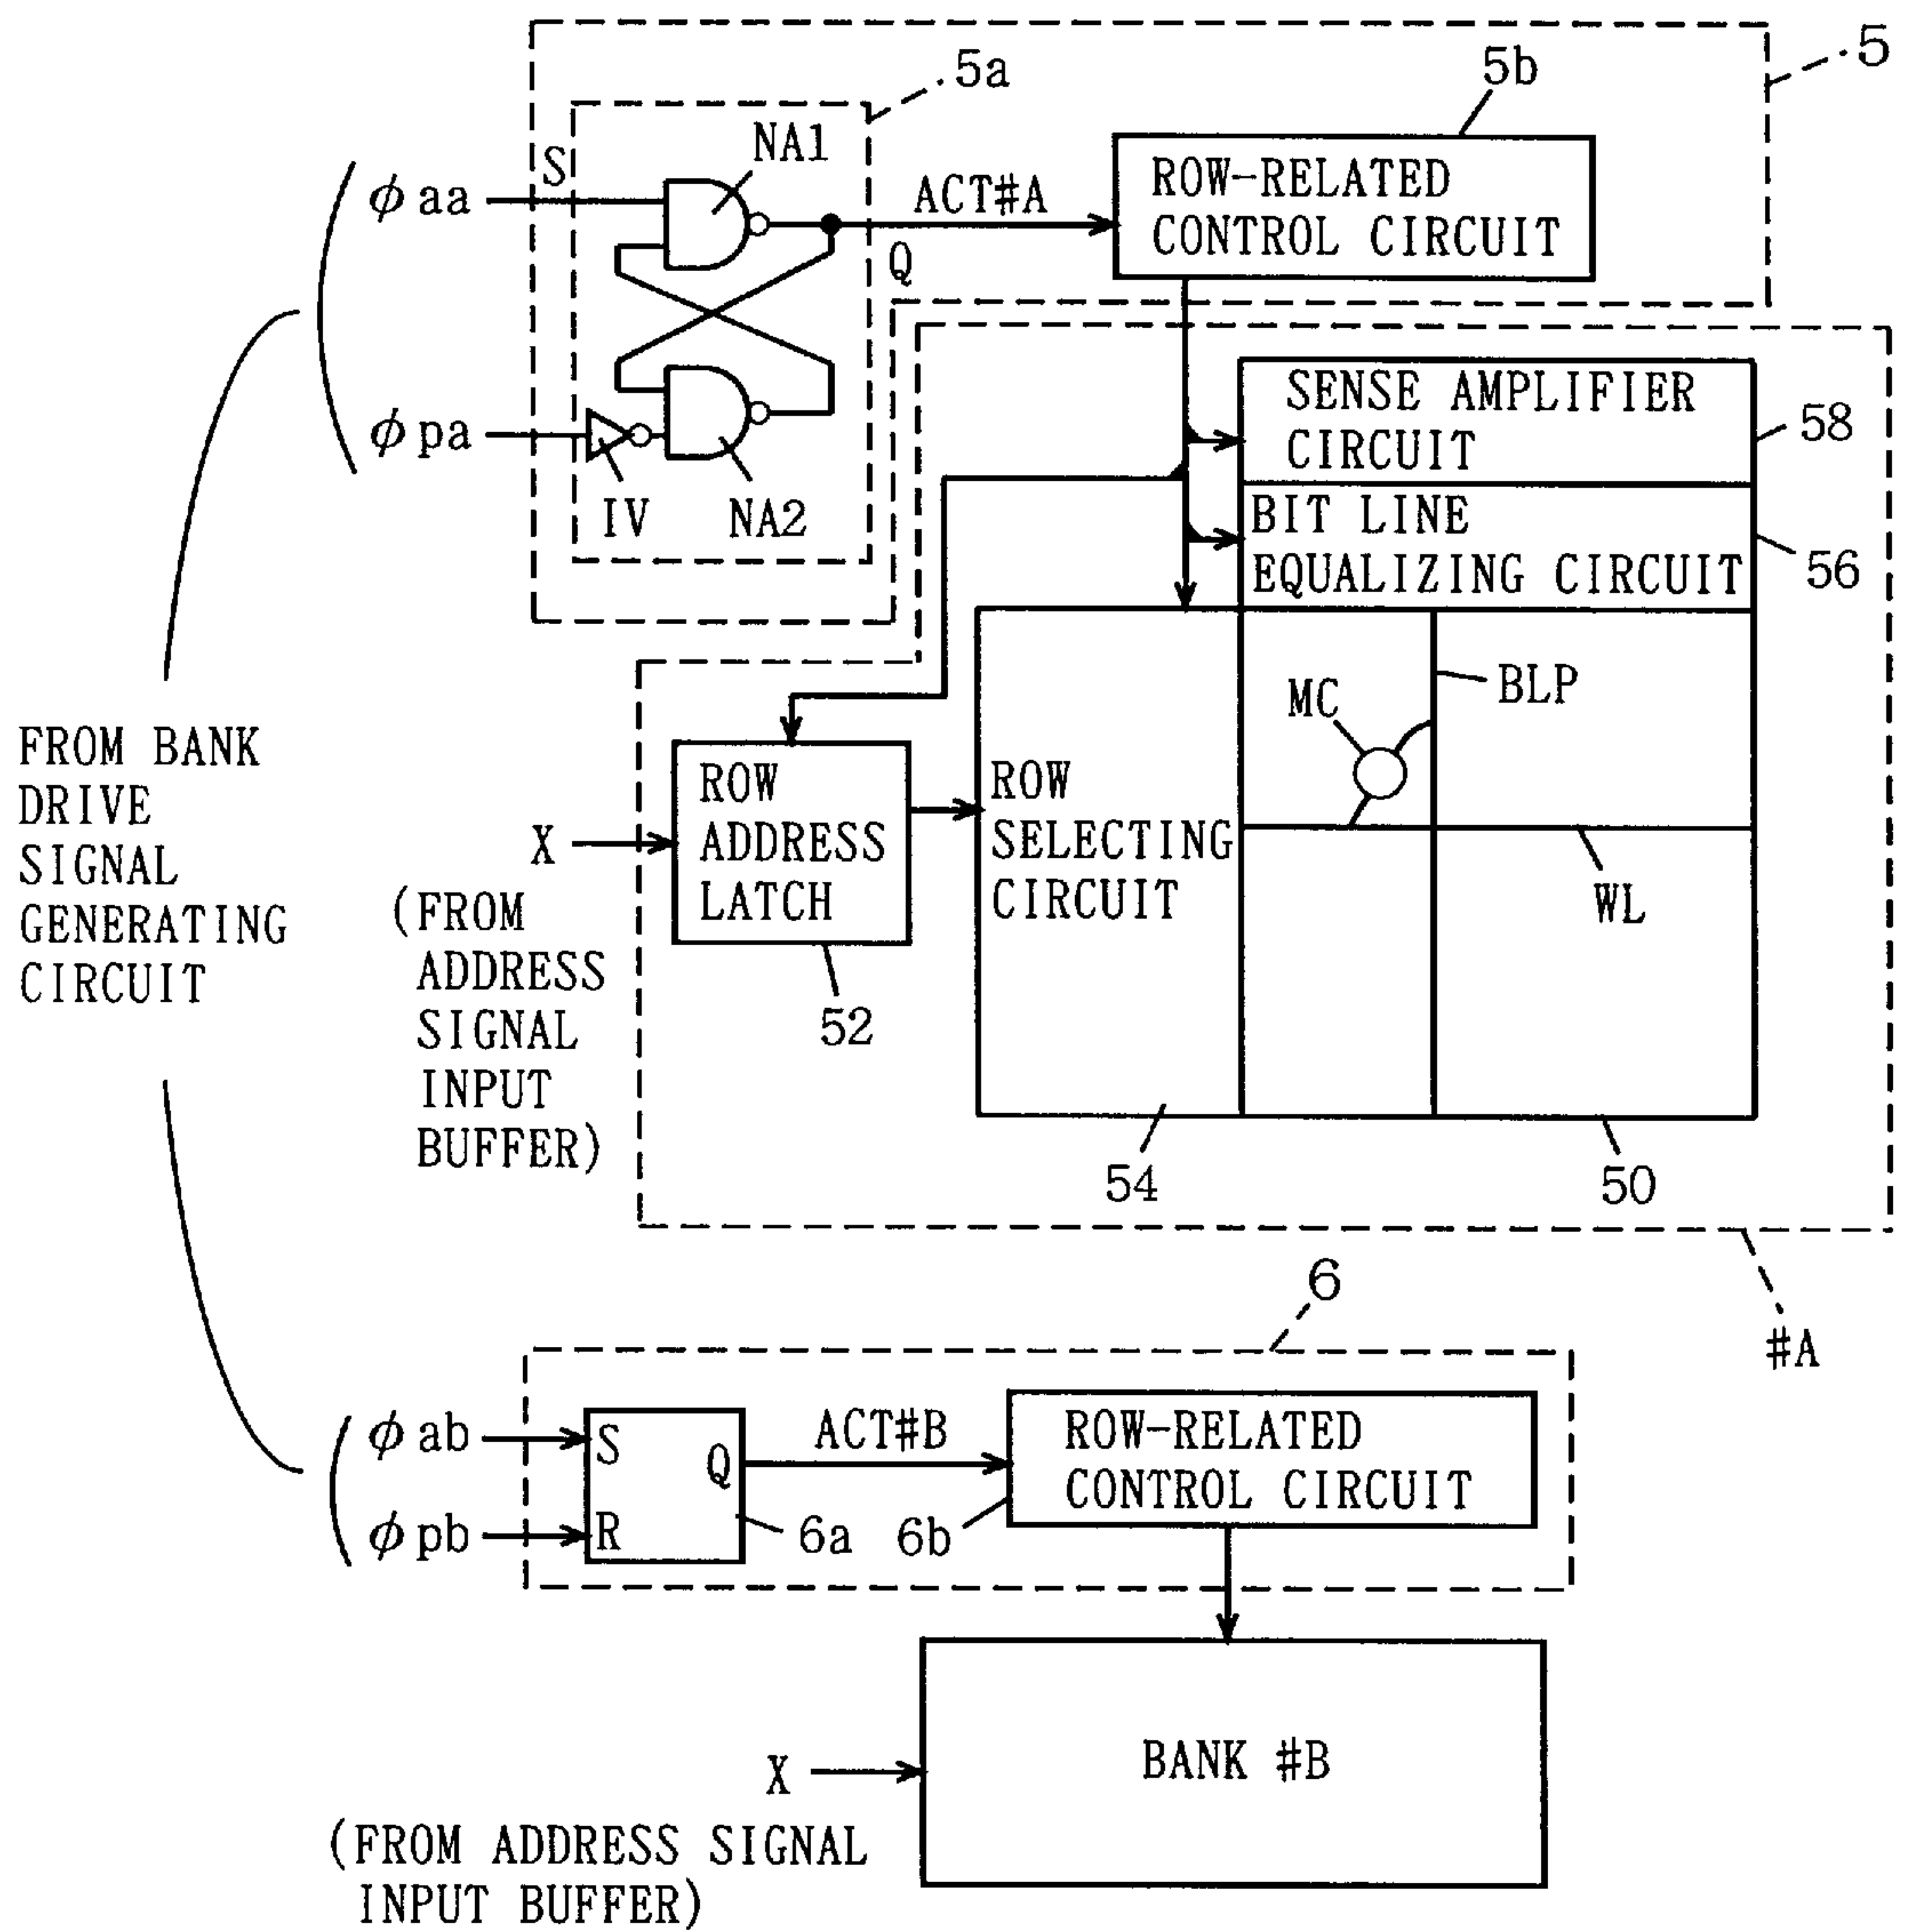 5
5a
5b
NA1
S
ϕ aa
ACT#A
ROW-RELATED
CONTROL CIRCUIT
Q
ϕ pa
IV
NA2
SENSE AMPLIFIER
CIRCUIT
58
BIT LINE
EQUALIZING CIRCUIT
56
FROM BANK
DRIVE
SIGNAL
GENERATING
CIRCUIT
MC
BLP
X
(FROM
ADDRESS
SIGNAL
INPUT
BUFFER)
ROW
ADDRESS
LATCH
52
ROW
SELECTING
CIRCUIT
WL
54
50
#A
6
ϕ ab
ϕ pb
S
R
Q
6a
ACT#B
6b
ROW-RELATED
CONTROL CIRCUIT
X
(FROM ADDRESS SIGNAL
INPUT BUFFER)
BANK #B